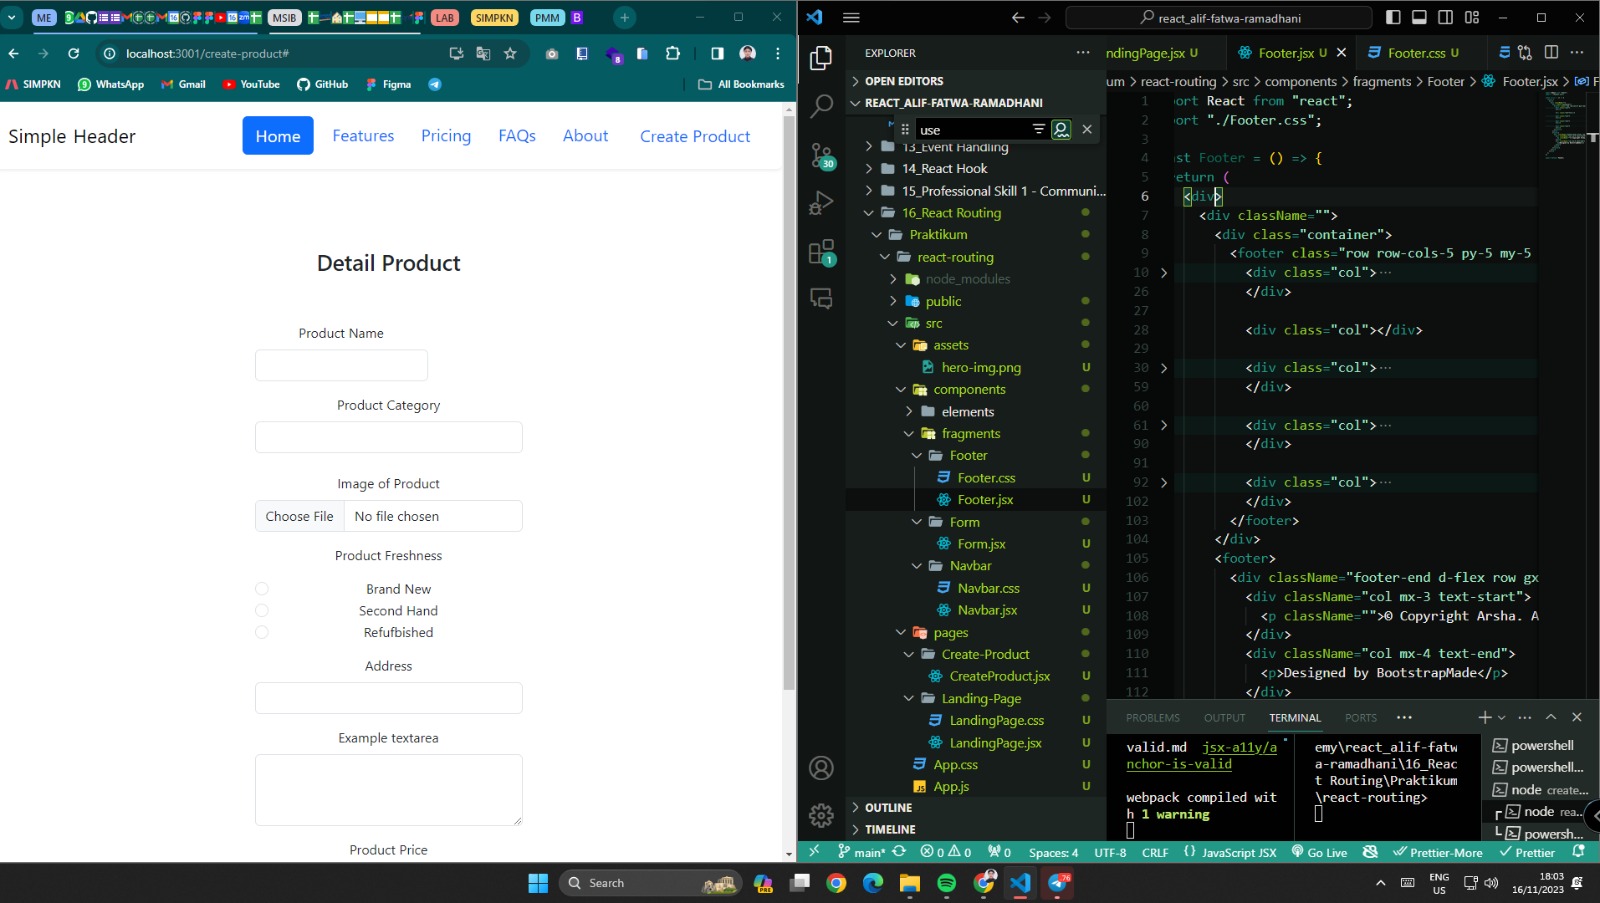 ME
MSIB
LAB
SIMPKN
PMM
B
localhost:3001/create-product#
8
SIMPKN
WhatsApp
Gmail
YouTube
GitHub
Figma
All Bookmarks
Simple Header
Home
Features
Pricing
FAQs
About
Create Product
Detail Product
Product Name
Product Category
Image of Product
Choose File
No file chosen
Product Freshness
Brand New
Second Hand
Refufbished
Address
Example textarea
Product Price
react_alif-fatwa-ramadhani
EXPLORER
OPEN EDITORS
REACT_ALIF-FATWA-RAMADHANI
use
13_Event Handling
14_React Hook
15_Professional Skill 1 - Communi...
16_React Routing
Praktikum
react-routing
node_modules
public
src
assets
hero-img.png U
components
elements
fragments
Footer
Footer.css U
Footer.jsx U
Form
Form.jsx U
Navbar
Navbar.css U
Navbar.jsx U
pages
Create-Product
CreateProduct.jsx U
Landing-Page
LandingPage.css U
LandingPage.jsx U
App.css U
App.js U
OUTLINE
TIMELINE
30
1
ndingPage.jsx U
Footer.jsx U
Footer.css U
um > react-routing > src > components > fragments > Footer > Footer.jsx > F
1 port React from "react";
2 port "./Footer.css";
3
4 st Footer = () => {
5 eturn (
6 <div>
7 <div className="">
8 <div class="container">
9 <footer class="row row-cols-5 py-5 my-5
10 <div class="col">...
26 </div>
27
28 <div class="col"></div>
29
30 <div class="col">...
59 </div>
60
61 <div class="col">...
90 </div>
91
92 <div class="col">...
102 </div>
103 </footer>
104 </div>
105 <footer>
106 <div className="footer-end d-flex row gx
107 <div className="col mx-3 text-start">
108 <p className="">© Copyright Arsha. A
109 </div>
110 <div className="col mx-4 text-end">
111 <p>Designed by BootstrapMade</p>
112 </div>
PROBLEMS
OUTPUT
TERMINAL
PORTS
valid.md jsx-a11y/a
nchor-is-valid
webpack compiled wit
h 1 warning
emy\react_alif-fatw
a-ramadhani\16_Reac
t Routing\Praktikum
\react-routing>
powershell
powershell...
node create...
node rea...
powersh...
main*
0 0
0
Spaces: 4
UTF-8
CRLF
JavaScript JSX
Go Live
Prettier-More
Prettier
Search
PRE
76
ENG
US
18:03
16/11/2023